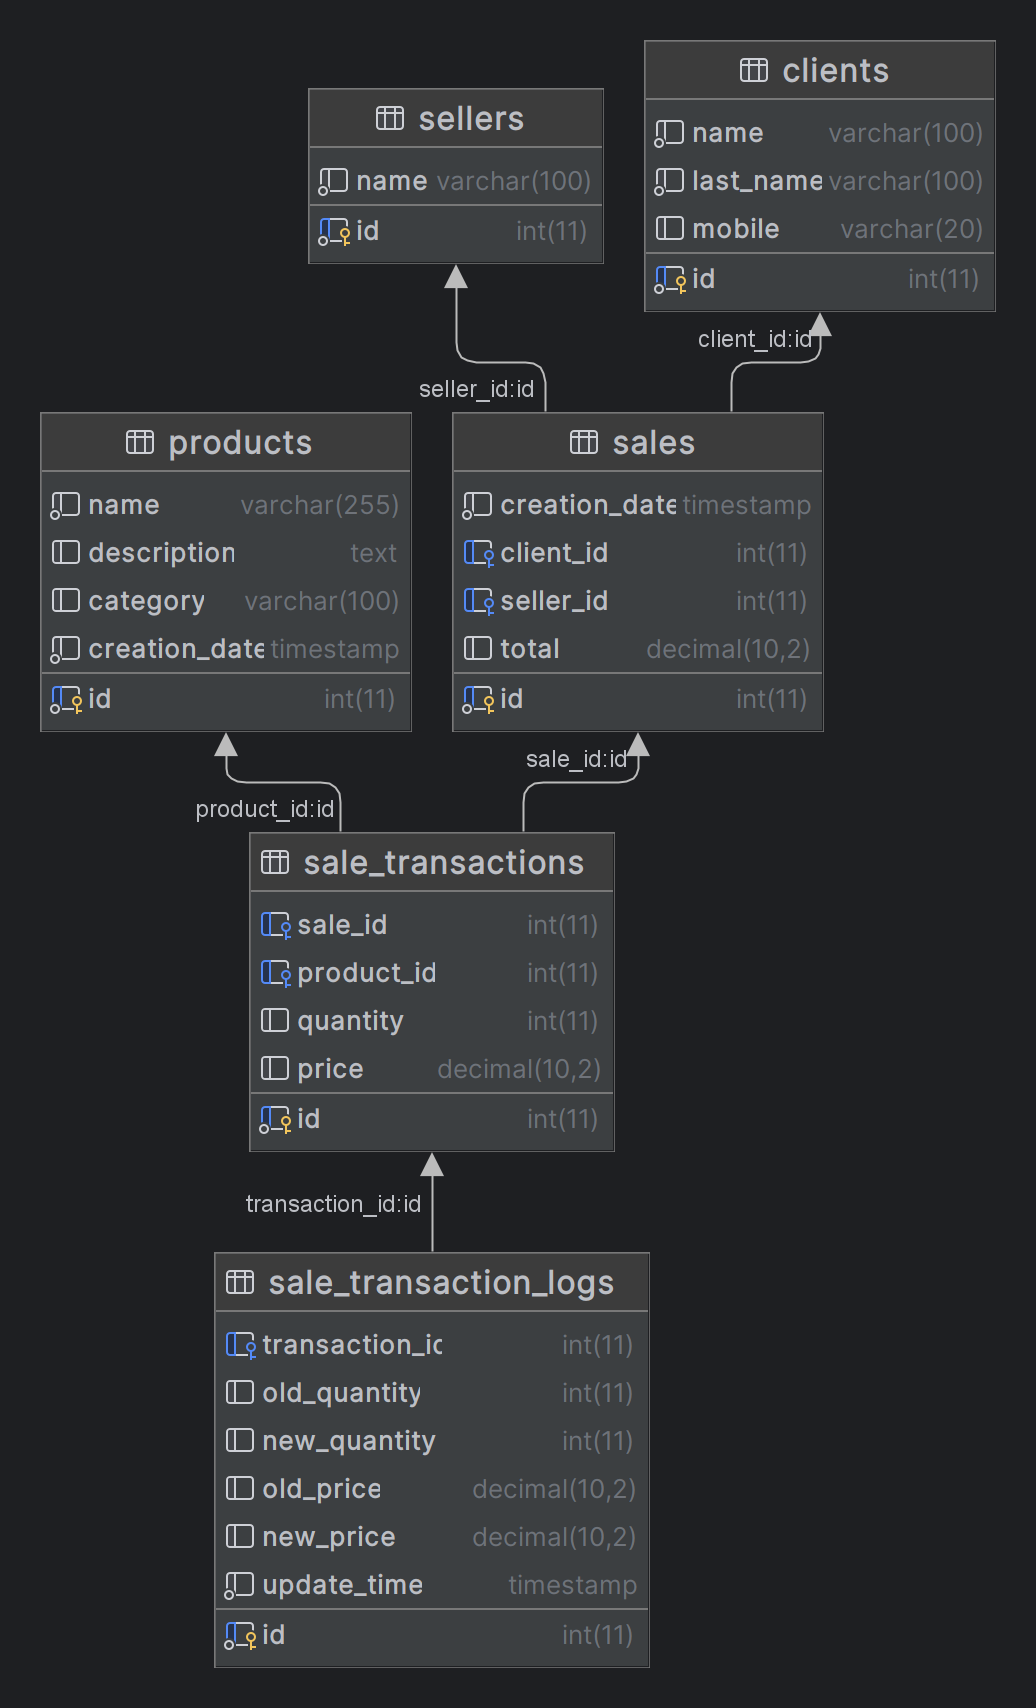 clients
name varchar(100)
last_name varchar(100)
mobile varchar(20)
id int(11)
sellers
name varchar(100)
id int(11)
client_id:id
seller_id:id
products
name varchar(255)
description text
category varchar(100)
creation_date timestamp
id int(11)
sales
creation_date timestamp
client_id int(11)
seller_id int(11)
total decimal(10,2)
id int(11)
sale_id:id
product_id:id
sale_transactions
sale_id int(11)
product_id int(11)
quantity int(11)
price decimal(10,2)
id int(11)
transaction_id:id
sale_transaction_logs
transaction_id int(11)
old_quantity int(11)
new_quantity int(11)
old_price decimal(10,2)
new_price decimal(10,2)
update_time timestamp
id int(11)